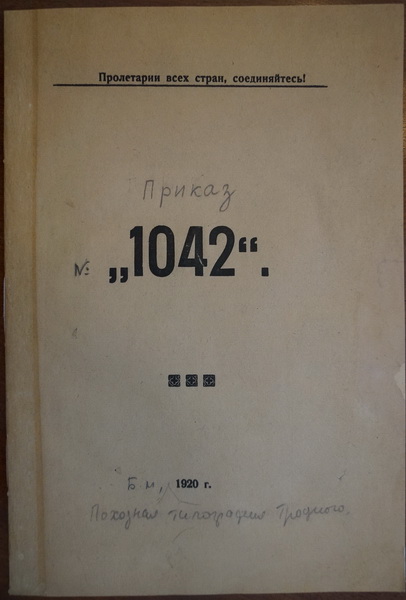 Пролетарии всех стран, соединяйтесь!
Приказ
№: „1042“.
Б м, 1920 г.
Походная типография Троцкого.